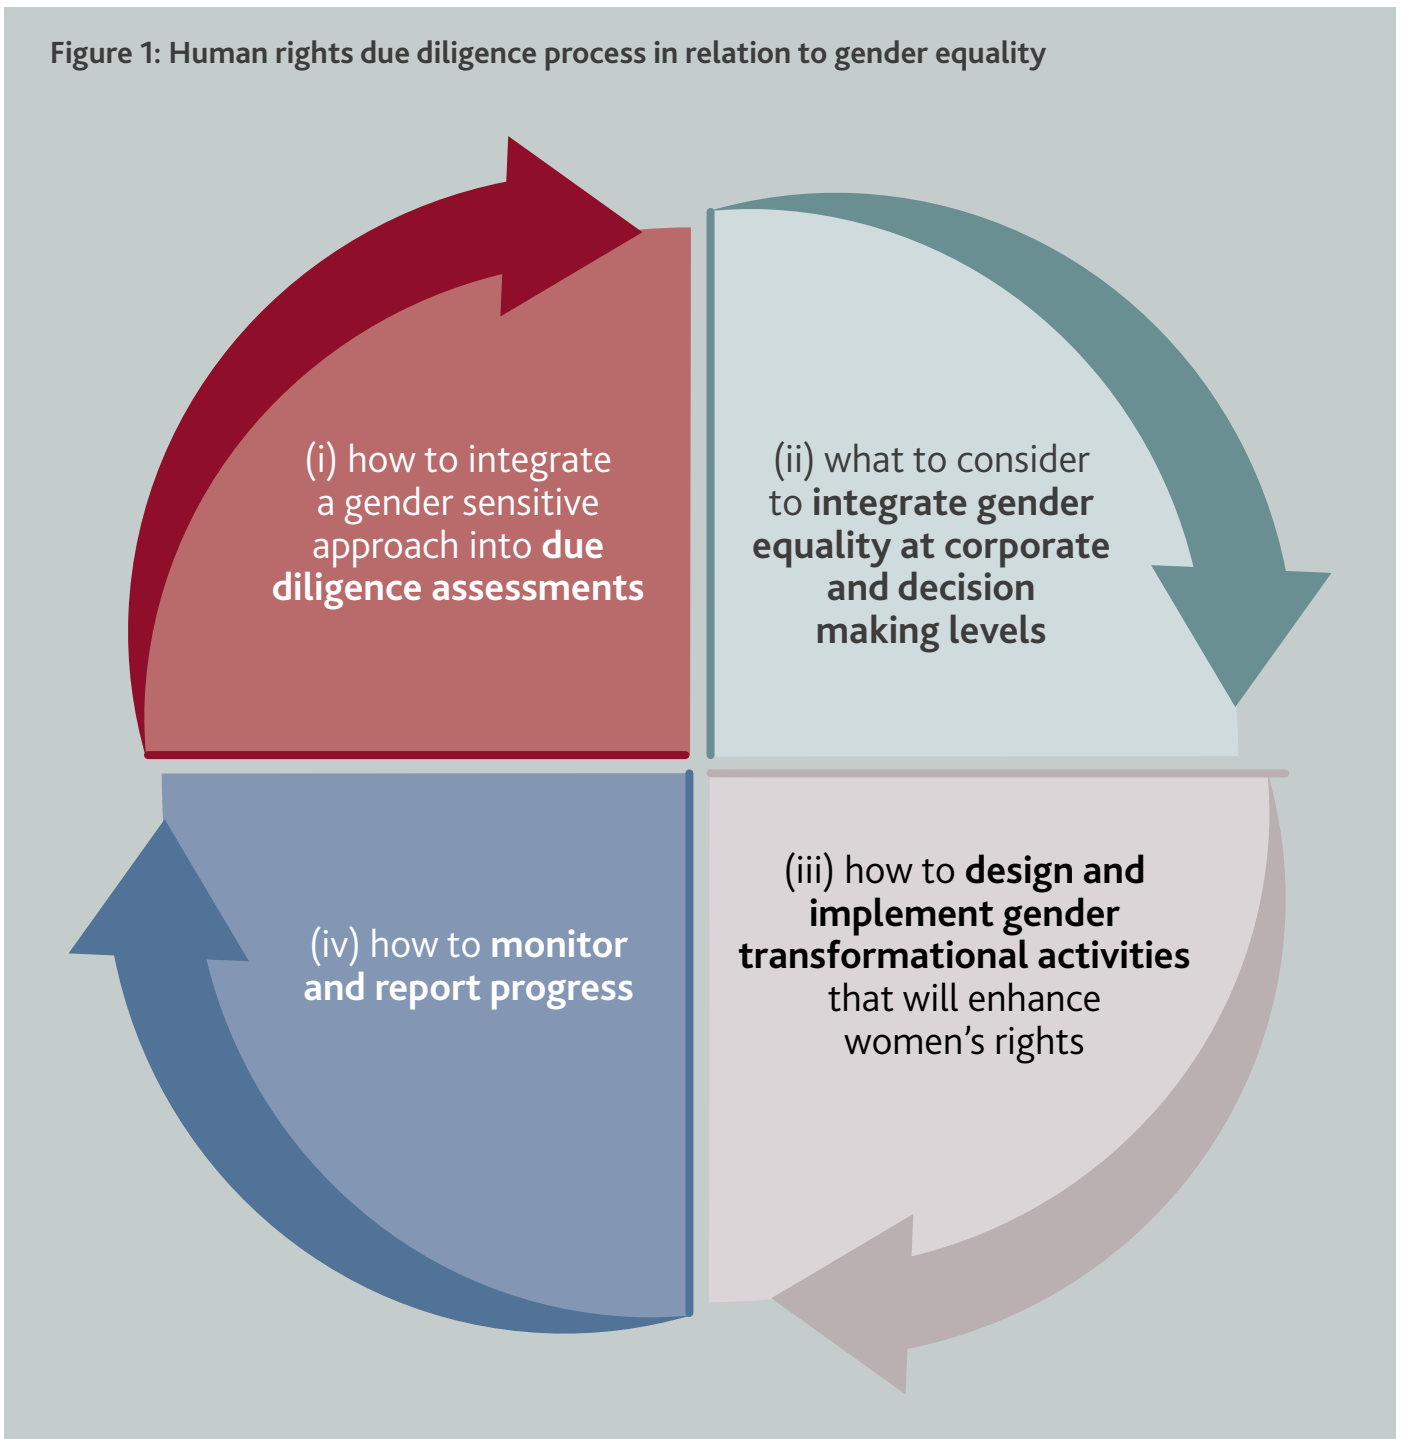 Figure 1: Human rights due diligence process in relation to gender equality
(i) how to integrate
a gender sensitive
approach into due
diligence assessments
(ii) what to consider
to integrate gender
equality at corporate
and decision
making levels
(iii) how to design and
implement gender
transformational activities
that will enhance
women’s rights
(iv) how to monitor
and report progress